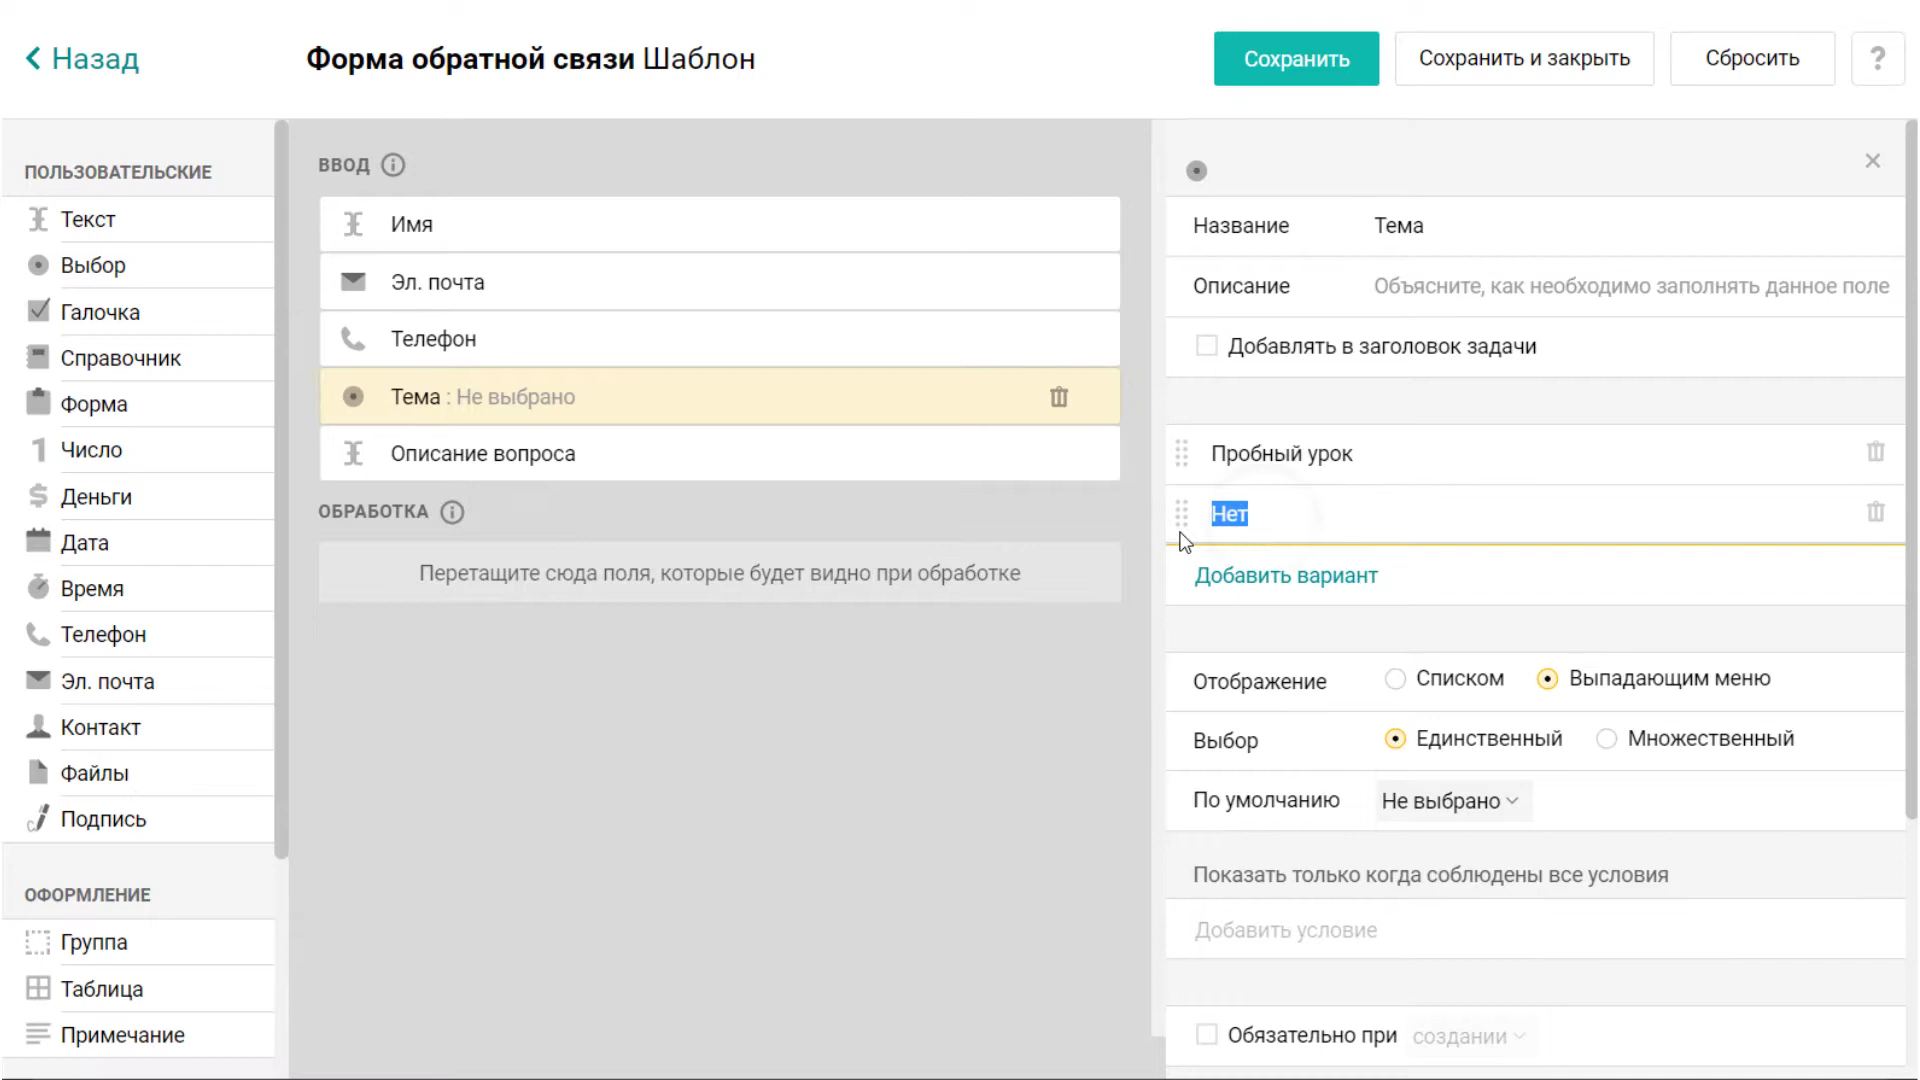 Назад
Форма обратной связи Шаблон
Сохранить
Сохранить и закрыть
Сбросить
?
ПОЛЬЗОВАТЕЛЬСКИЕ
Текст
Выбор
Галочка
Справочник
Форма
Число
Деньги
Дата
Время
Телефон
Эл. почта
Контакт
Файлы
Подпись
ОФОРМЛЕНИЕ
Группа
Таблица
Примечание
ВВОД
Имя
Эл. почта
Телефон
Тема : Не выбрано
Описание вопроса
ОБРАБОТКА
Перетащите сюда поля, которые будет видно при обработке
Название Тема
Описание Объясните, как необходимо заполнять данное поле
Добавлять в заголовок задачи
Пробный урок
Нет
Добавить вариант
Отображение Списком Выпадающим меню
Выбор Единственный Множественный
По умолчанию Не выбрано
Показать только когда соблюдены все условия
Добавить условие
Обязательно при создании